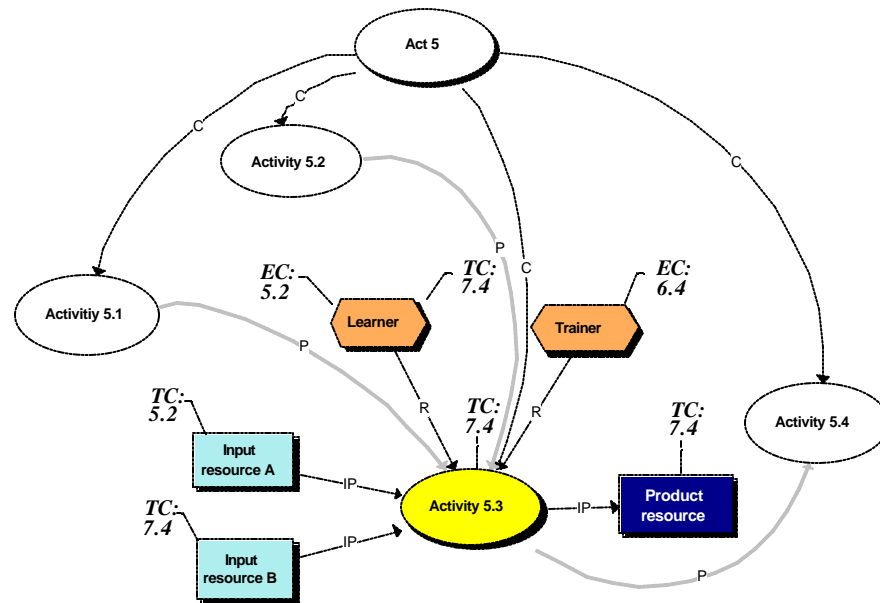 Act 5
C
C
Activity 5.2
C
C
P
C
EC:
5.2
TC:
7.4
EC:
6.4
Activitiy 5.1
Learner
Trainer
P
R
R
TC:
5.2
TC:
7.4
TC:
7.4
Activity 5.4
Input
resource A
IP
Activity 5.3
IP
Product
resource
TC:
7.4
Input
resource B
IP
P